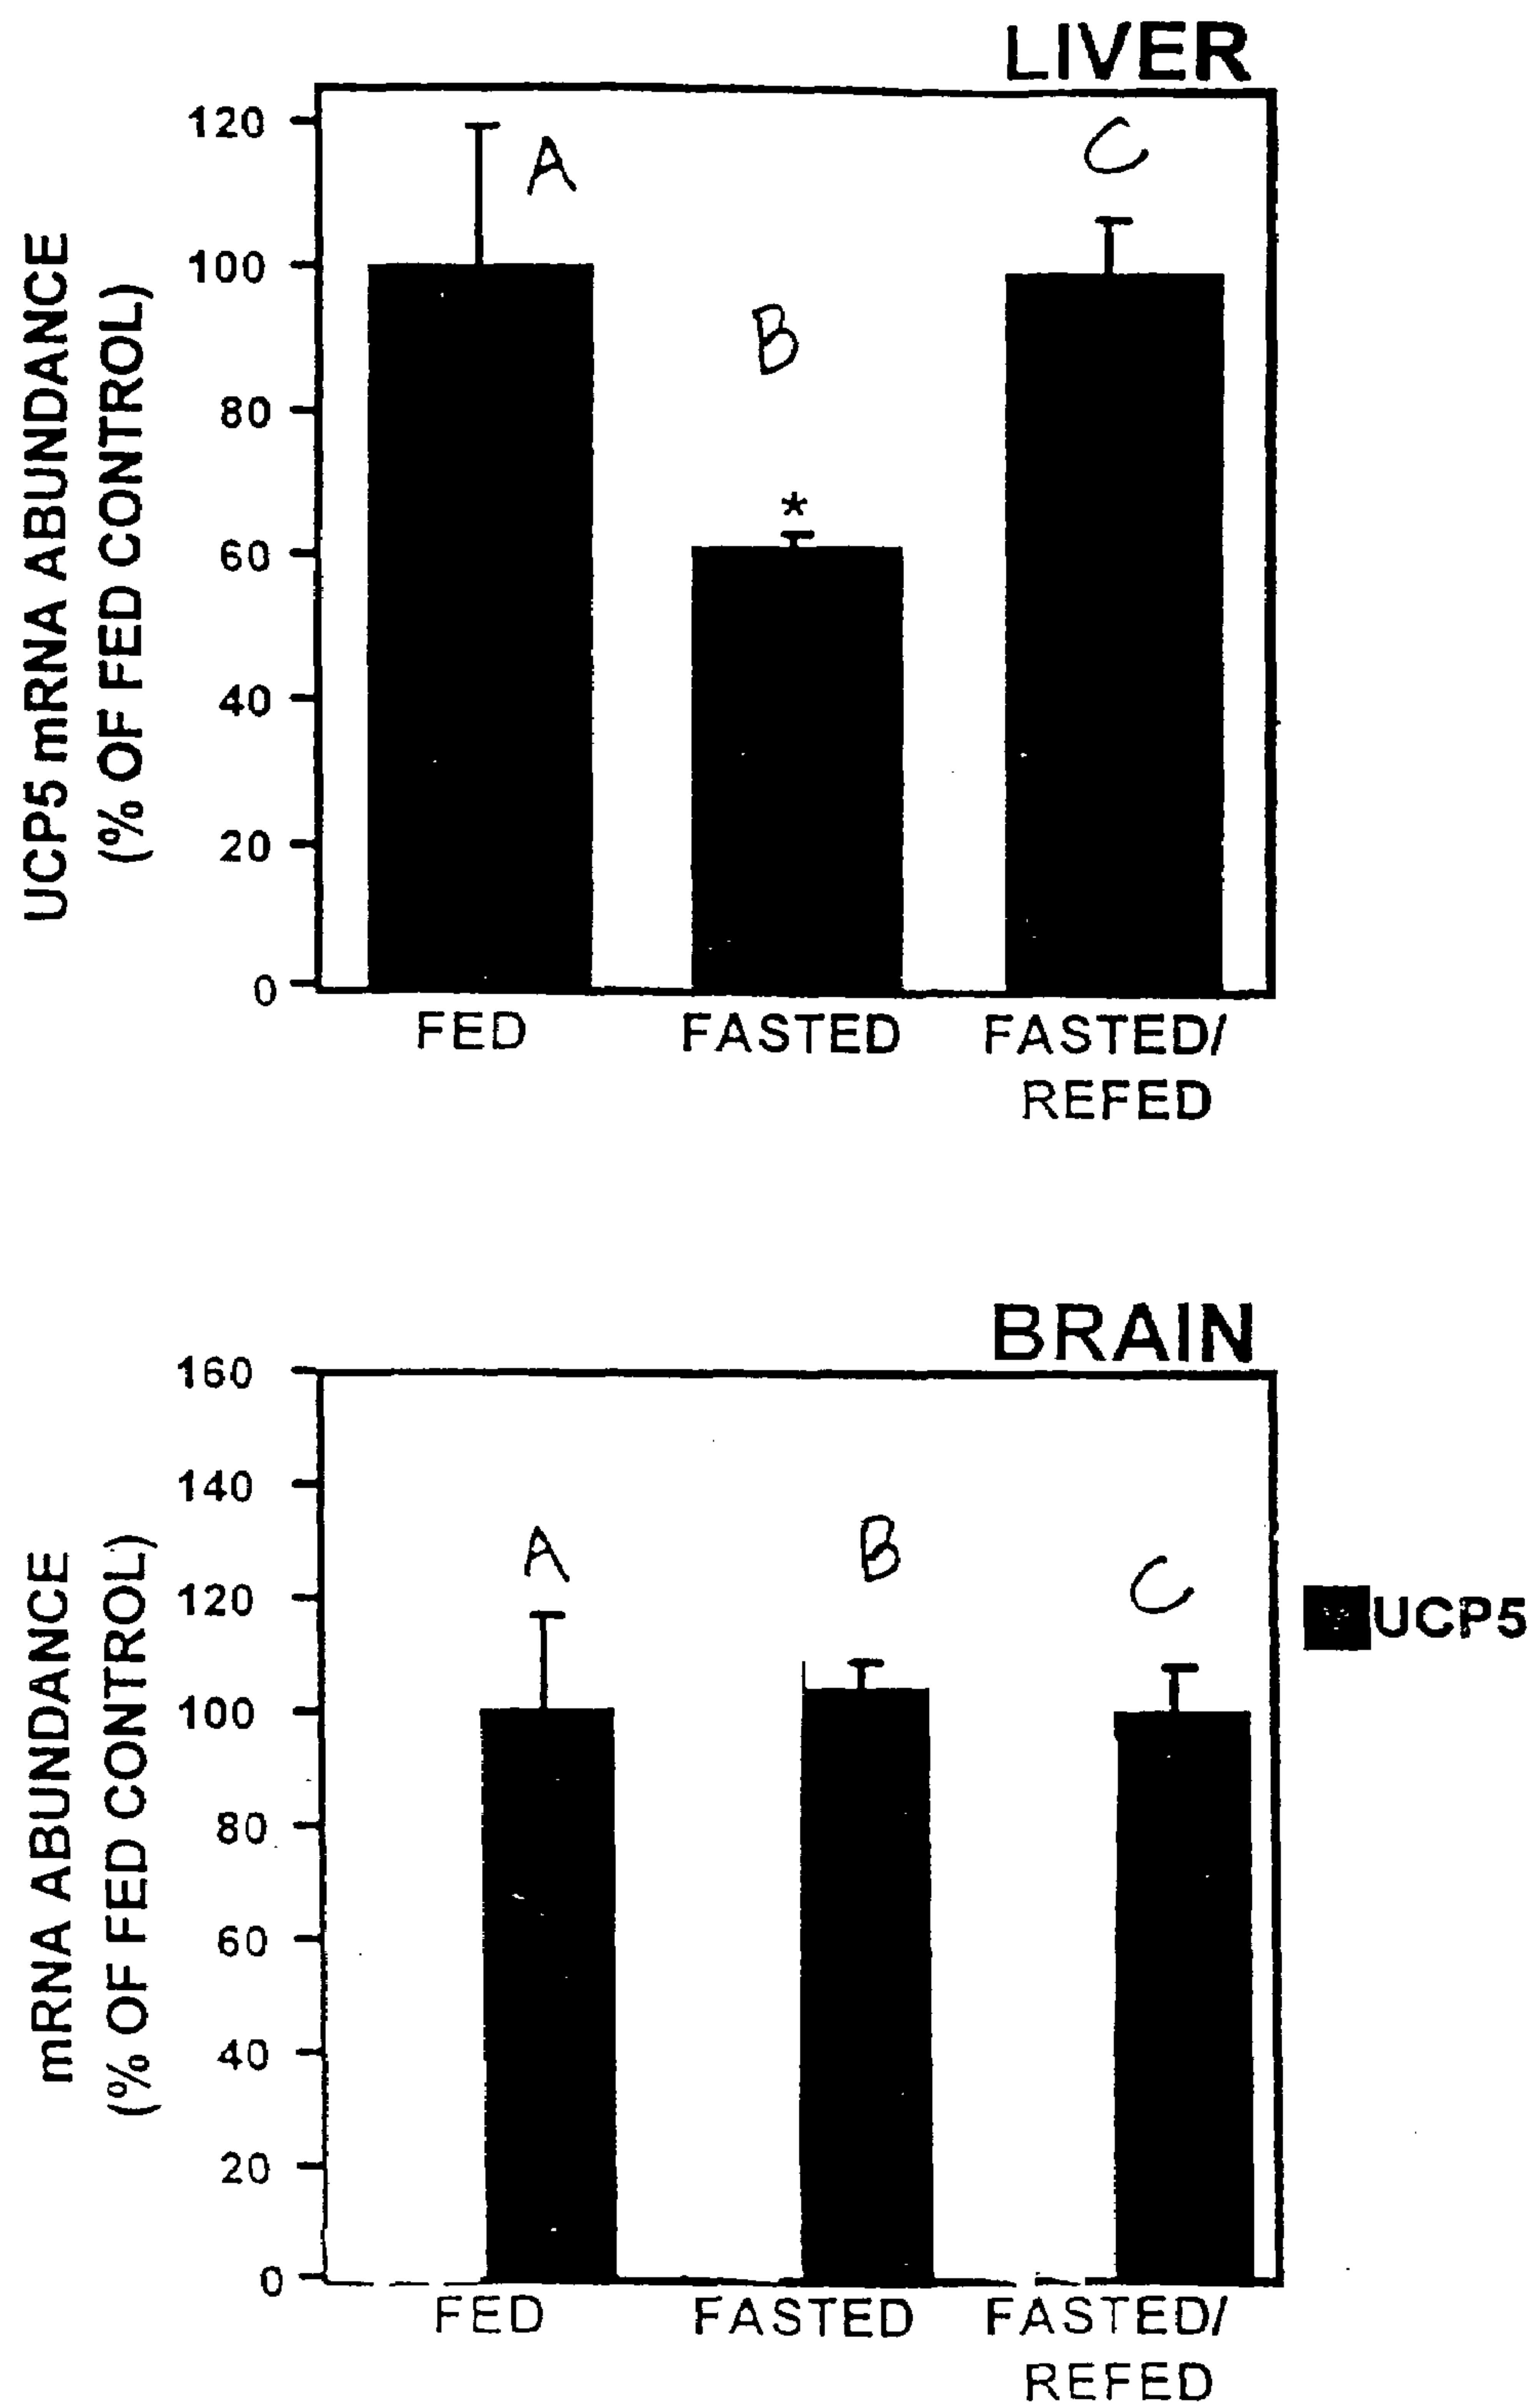 LIVER
UCP5 mRNA ABUNDANCE
(% OF FED CONTROL)
120
100
80
60
40
20
0
A
B
C
*
FED
FASTED
FASTED/
REFED
BRAIN
mRNA ABUNDANCE
(% OF FED CONTROL)
160
140
120
100
80
60
40
20
0
A
B
C
UCP5
FED
FASTED
FASTED/
REFED